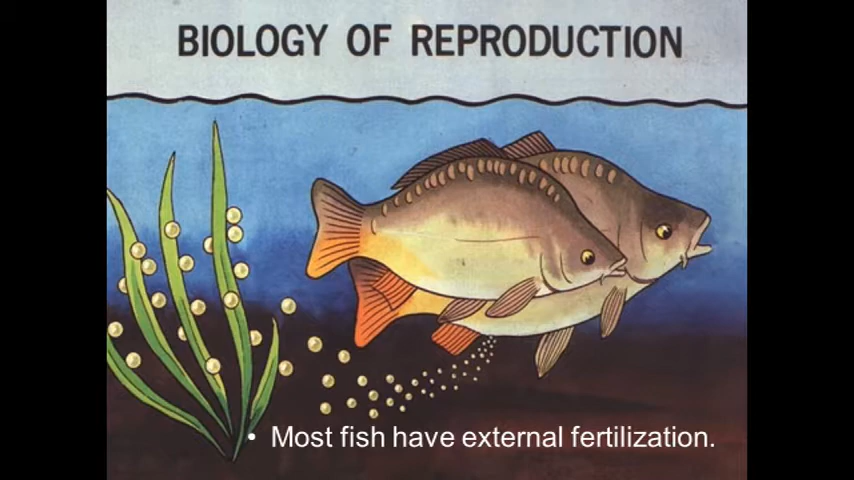 BIOLOGY OF REPRODUCTION
• Most fish have external fertilization.